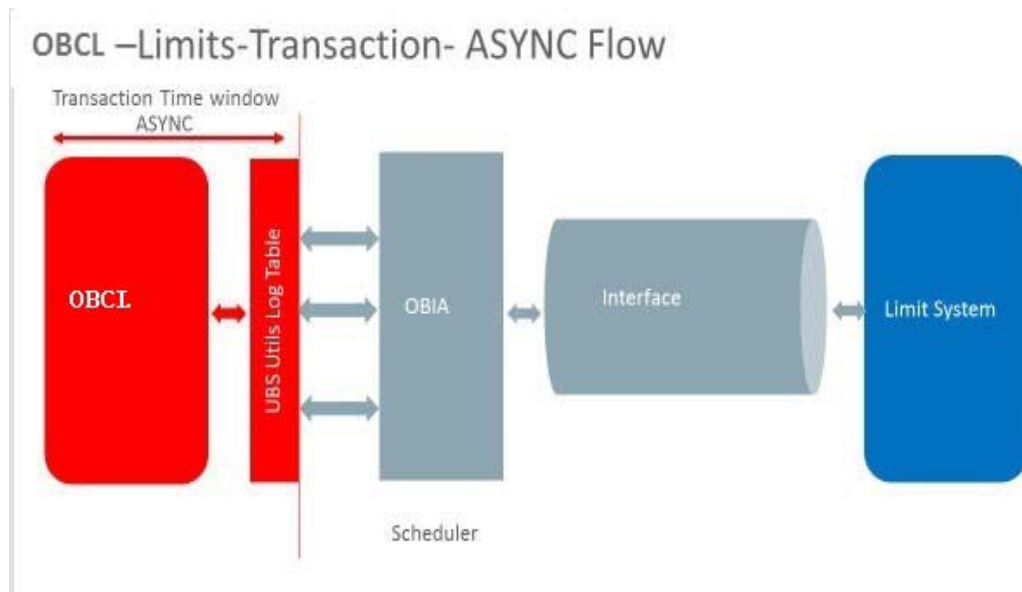 OBCL –Limits-Transaction- ASYNC Flow
Transaction Time window
ASYNC
OBCL
UBS Utils Log Table
OBIA
Interface
Limit System
Scheduler